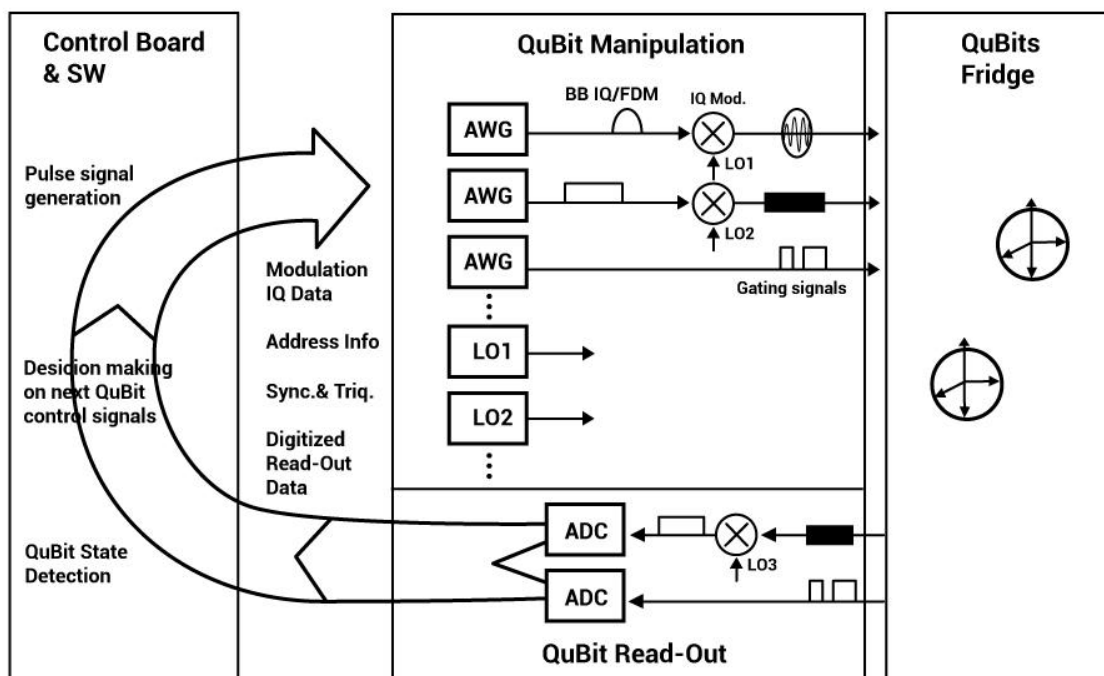 Control Board
& SW
Pulse signal
generation
Desicion making
on next QuBit
control signals
QuBit State
Detection
Modulation
IQ Data
Address Info
Sync.& Triq.
Digitized
Read-Out
Data
QuBit Manipulation
BB IQ/FDM
IQ Mod.
AWG
LO1
AWG
LO2
AWG
Gating signals
LO1
LO2
ADC
LO3
ADC
QuBit Read-Out
QuBits
Fridge